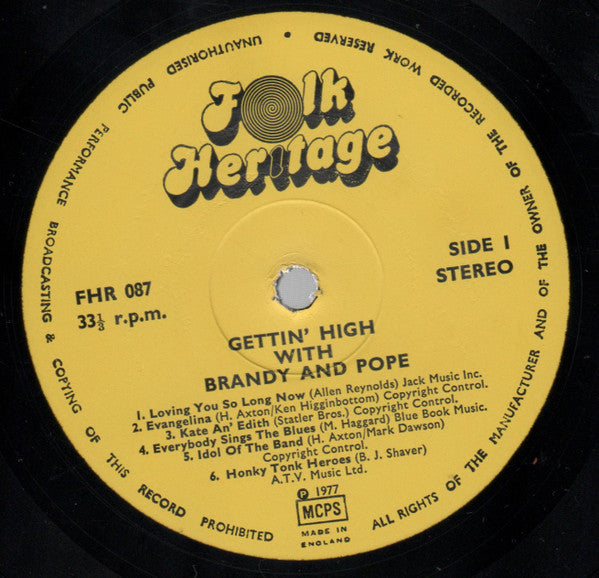 Folk
Heritage
FHR 087
33⅓ r.p.m.
SIDE 1
STEREO
GETTIN' HIGH
WITH
BRANDY AND POPE
1. Loving You So Long Now (Allen Reynolds) Jack Music Inc.
2. Evangelina (H. Axton/Ken Higginbottom) Copyright Control.
3. Kate An' Edith (Statler Bros.) Copyright Control.
4. Everybody Sings The Blues (M. Haggard) Blue Book Music.
5. Idol Of The Band (H. Axton/Mark Dawson)
Copyright Control.
6. Honky Tonk Heroes (B. J. Shaver)
A.T.V. Music Ltd.
℗ 1977
MCPS
MADE IN
ENGLAND
ALL RIGHTS OF THE MANUFACTURER AND OF THE OWNER OF THE RECORDED WORK RESERVED • UNAUTHORISED PUBLIC PERFORMANCE BROADCASTING & COPYING OF THIS RECORD PROHIBITED